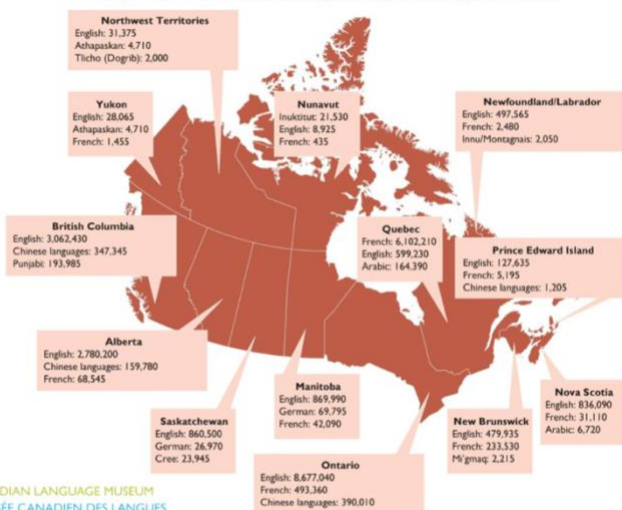 Northwest Territories
English: 31,375
Athapaskan: 4,710
Tlicho (Dogrib): 2,000
Yukon
English: 28,065
Athapaskan: 4,710
French: 1,455
Nunavut
Inuktitut: 21,530
English: 8,925
French: 435
Newfoundland/Labrador
English: 497,565
French: 2,480
Innu/Montagnais: 2,050
British Columbia
English: 3,062,430
Chinese languages: 347,345
Punjabi: 193,985
Quebec
French: 6,102,210
English: 599,230
Arabic: 164,390
Prince Edward Island
English: 127,635
French: 5,195
Chinese languages: 1,205
Alberta
English: 2,780,200
Chinese languages: 159,780
French: 68,545
Manitoba
English: 869,990
German: 69,795
French: 42,090
Nova Scotia
English: 836,090
French: 31,110
Arabic: 6,720
Saskatchewan
English: 860,500
German: 26,970
Cree: 23,945
New Brunswick
English: 479,935
French: 233,530
Mi'gmaq: 2,215
Ontario
English: 8,677,040
French: 493,360
Chinese languages: 390,010
DIAN LANGUAGE MUSEUM
SÉE CANADIEN DES LANGUES